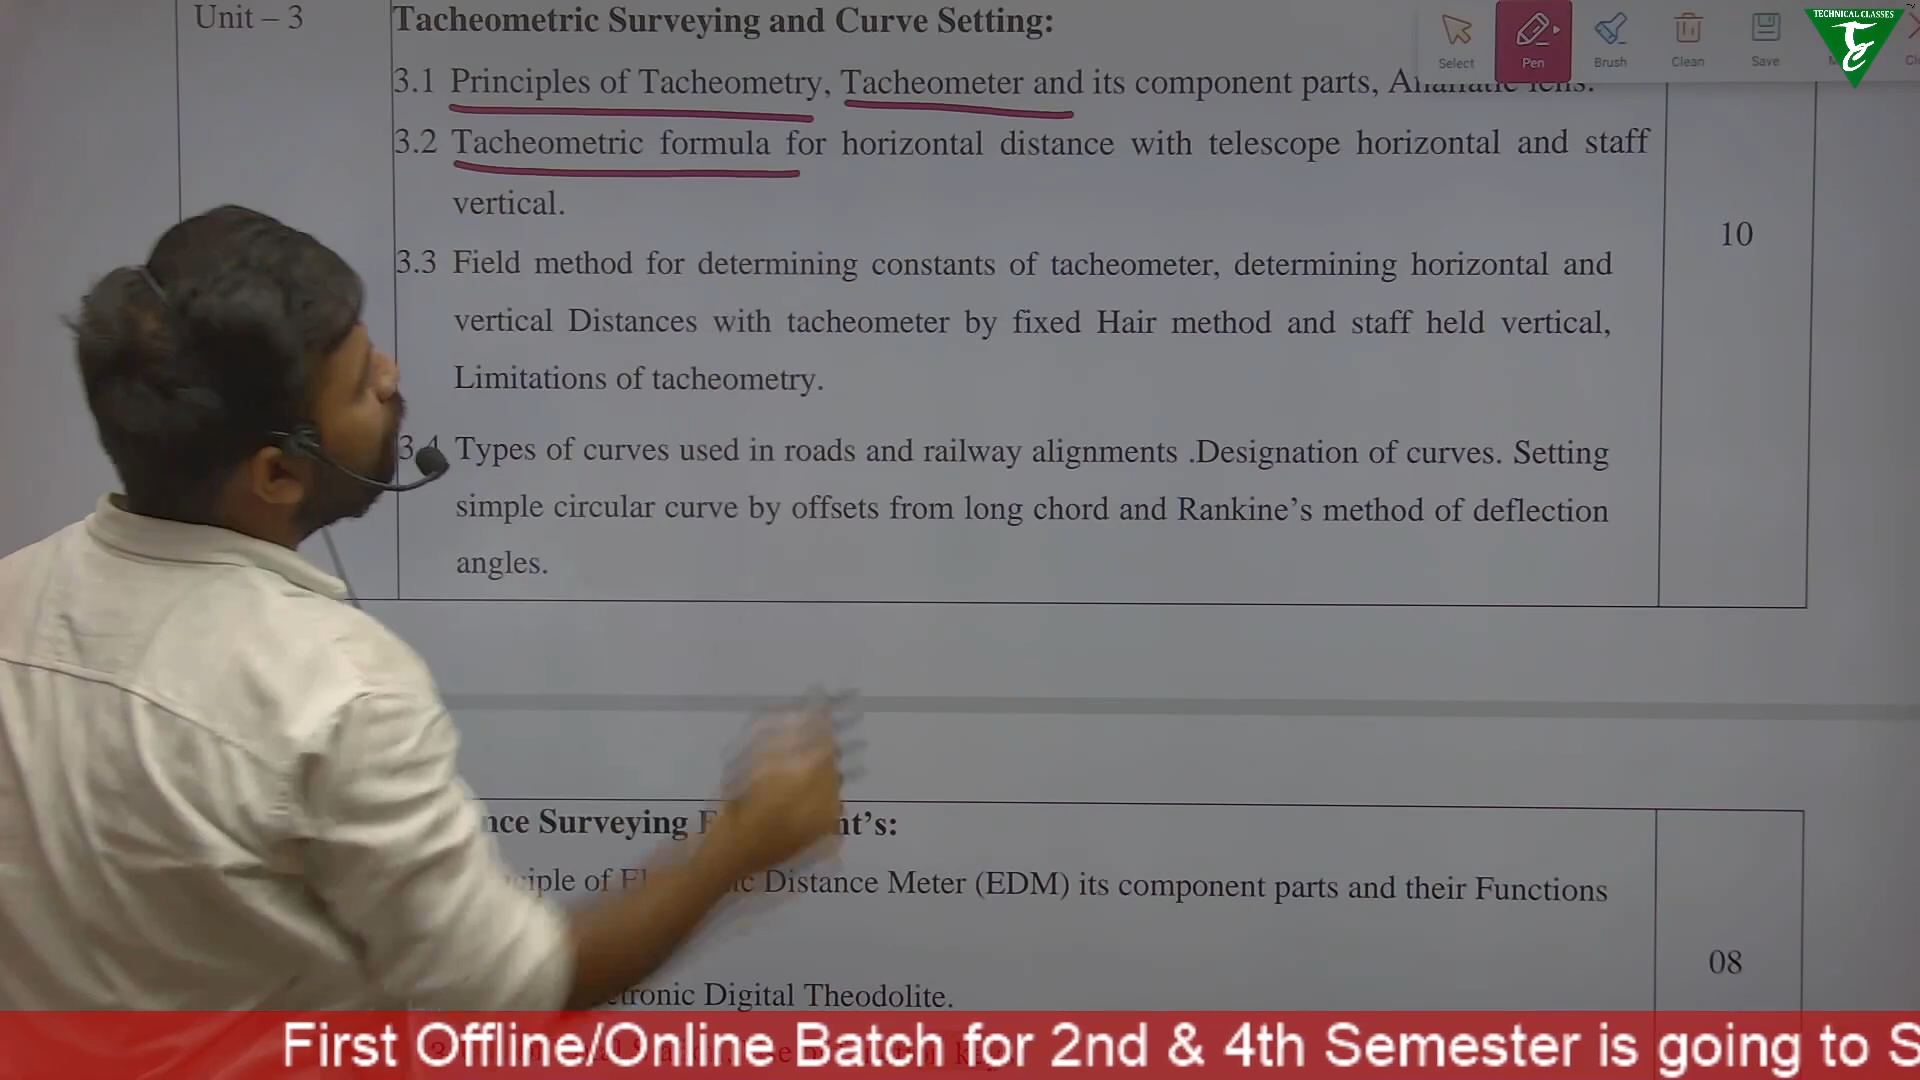 Unit – 3
Tacheometric Surveying and Curve Setting:
3.1 Principles of Tacheometry, Tacheometer and its component parts, Anallatic lens.
3.2 Tacheometric formula for horizontal distance with telescope horizontal and staff
vertical.
10
3.3 Field method for determining constants of tacheometer, determining horizontal and
vertical Distances with tacheometer by fixed Hair method and staff held vertical,
Limitations of tacheometry.
3.4 Types of curves used in roads and railway alignments .Designation of curves. Setting
simple circular curve by offsets from long chord and Rankine's method of deflection
angles.
Surveying
of Distance Meter (EDM) its component parts and their Functions
08
Digital Theodolite.
Select
Pen
Brush
Clean
Save
TECHNICAL CLASSES
First Offline/Online Batch for 2nd & 4th Semester is going to S